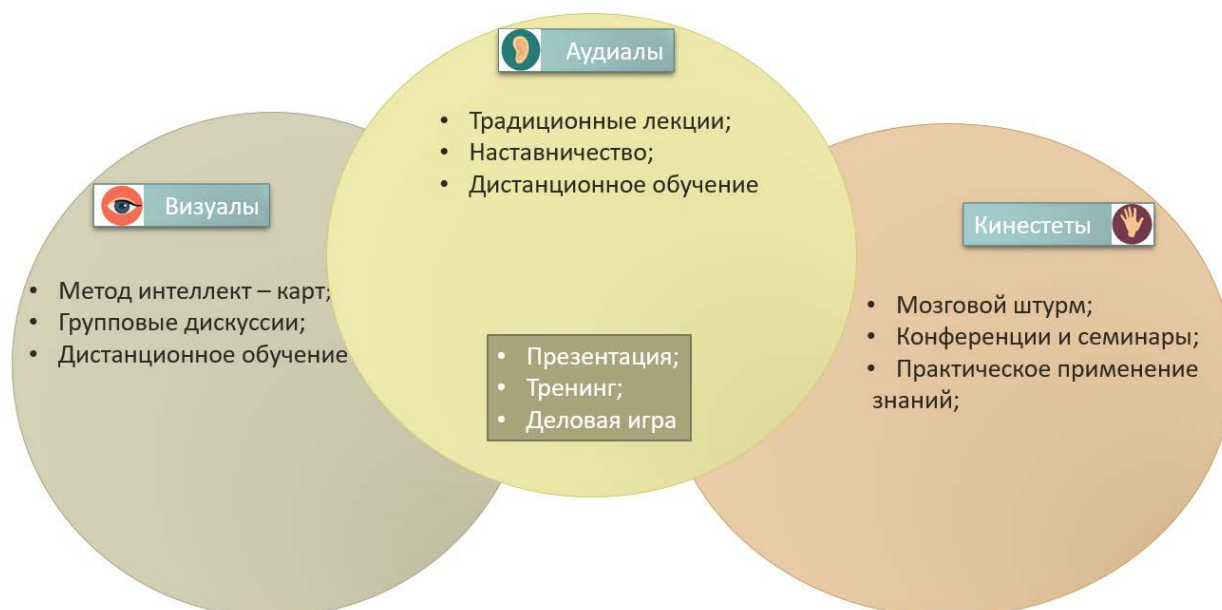 Аудиалы
• Традиционные лекции;
• Наставничество;
• Дистанционное обучение
Визуалы
• Метод интеллект – карт;
• Групповые дискуссии;
• Дистанционное обучение
Кинестеты
• Мозговой штурм;
• Конференции и семинары;
• Практическое применение
знаний;
• Презентация;
• Тренинг;
• Деловая игра